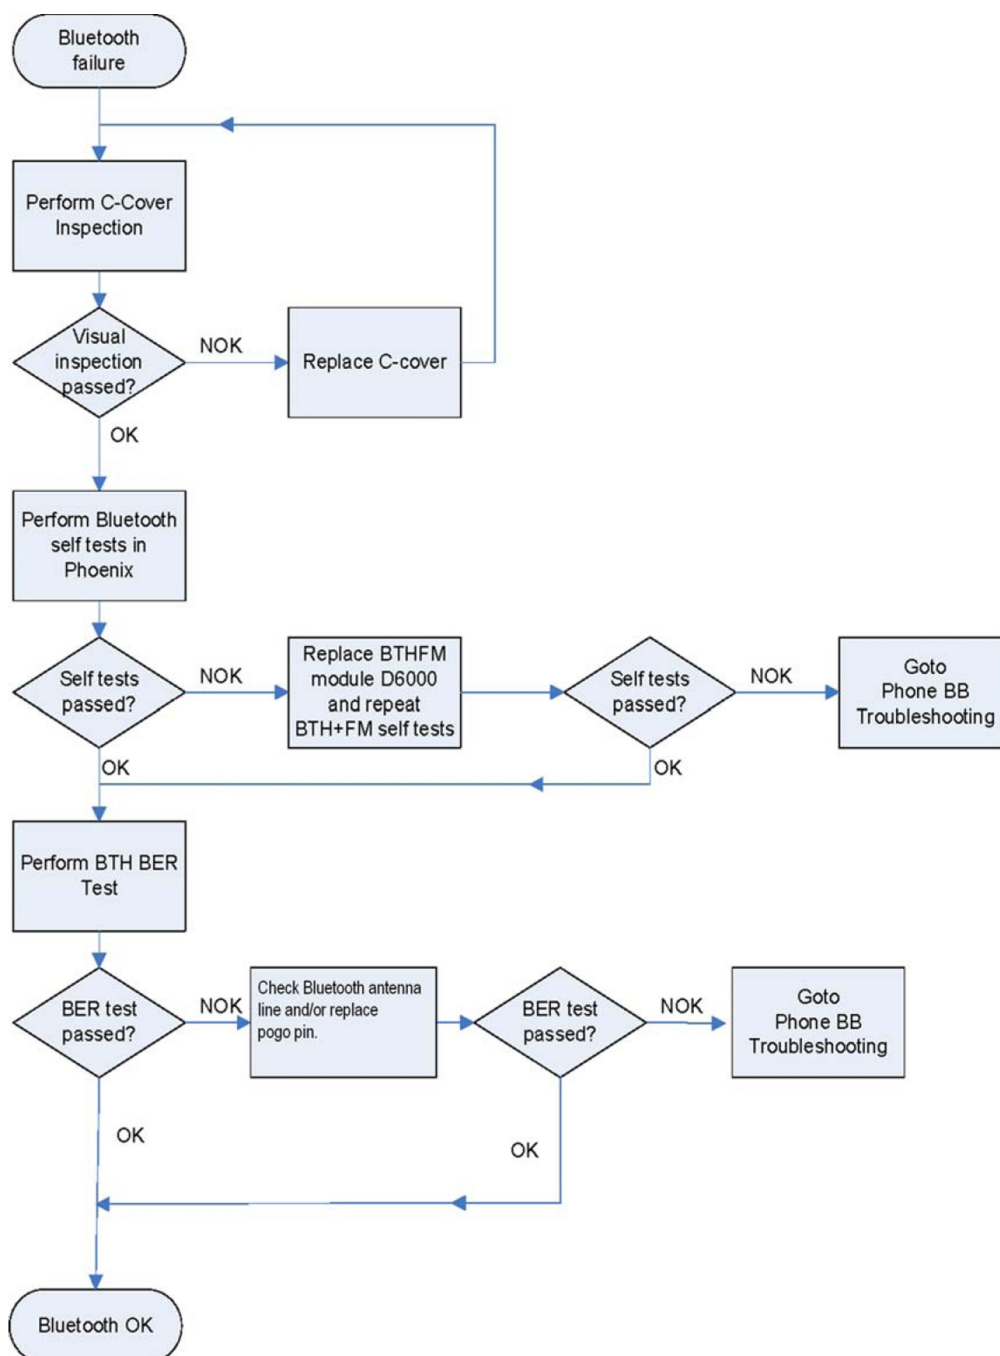 Bluetooth
failure
Perform C-Cover
Inspection
Visual
inspection
passed?
NOK
Replace C-cover
OK
Perform Bluetooth
self tests in
Phoenix
Self tests
passed?
NOK
Replace BTHFM
module D6000
and repeat
BTH+FM self tests
Self tests
passed?
NOK
Goto
Phone BB
Troubleshooting
OK
OK
Perform BTH BER
Test
BER test
passed?
NOK
Check Bluetooth antenna
line and/or replace
pogo pin.
BER test
passed?
NOK
Goto
Phone BB
Troubleshooting
OK
OK
Bluetooth OK